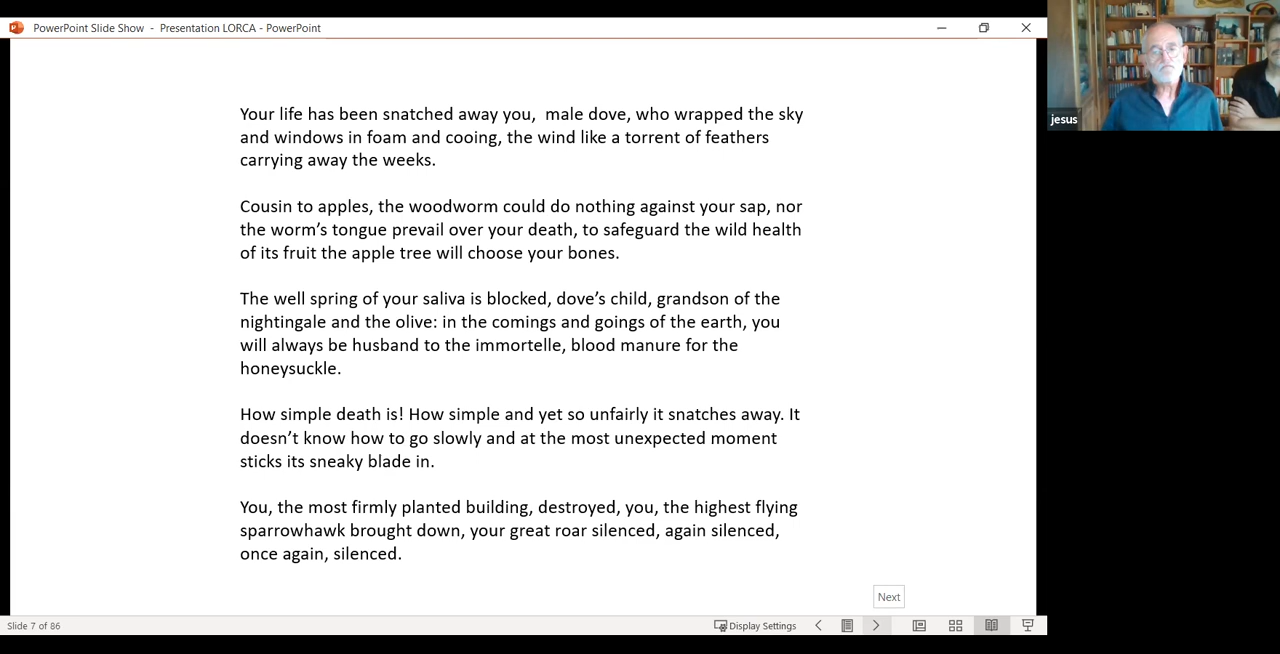 PowerPoint Slide Show - Presentation LORCA - PowerPoint
jesus
Your life has been snatched away you, male dove, who wrapped the sky
and windows in foam and cooing, the wind like a torrent of feathers
carrying away the weeks.
Cousin to apples, the woodworm could do nothing against your sap, nor
the worm’s tongue prevail over your death, to safeguard the wild health
of its fruit the apple tree will choose your bones.
The well spring of your saliva is blocked, dove’s child, grandson of the
nightingale and the olive: in the comings and goings of the earth, you
will always be husband to the immortelle, blood manure for the
honeysuckle.
How simple death is! How simple and yet so unfairly it snatches away. It
doesn’t know how to go slowly and at the most unexpected moment
sticks its sneaky blade in.
You, the most firmly planted building, destroyed, you, the highest flying
sparrowhawk brought down, your great roar silenced, again silenced,
once again, silenced.
Next
Slide 7 of 86
Display Settings